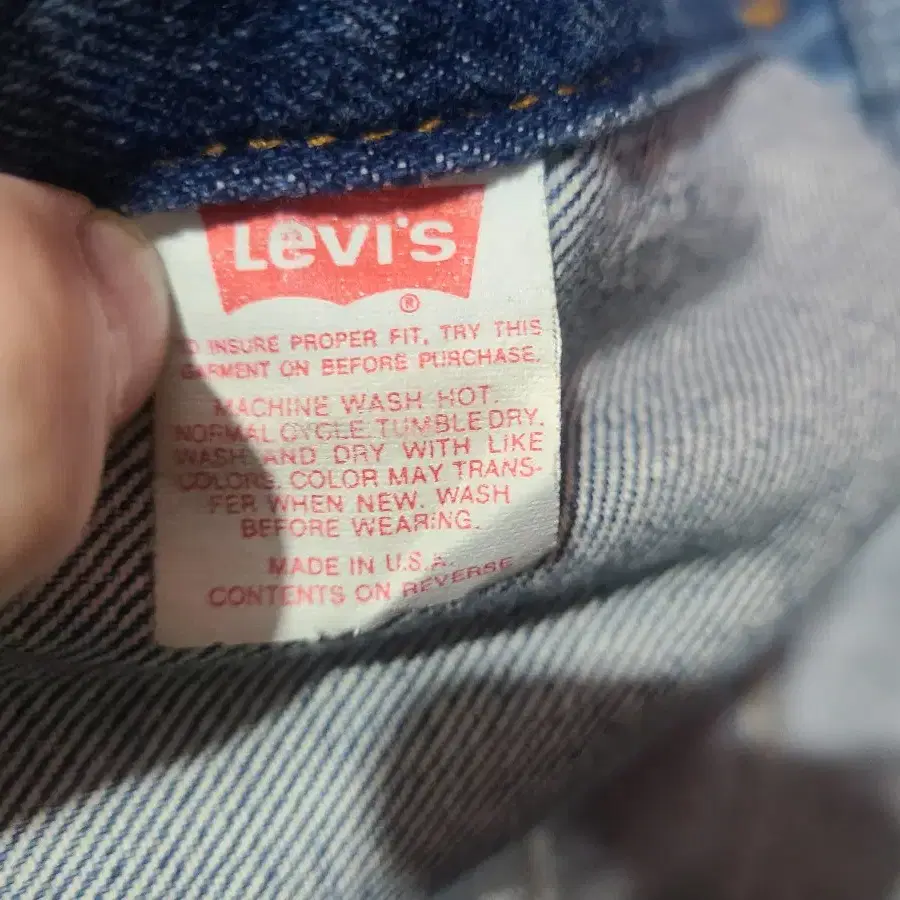 LEVI'S
®
INSURE PROPER FIT, TRY THIS
GARMENT ON BEFORE PURCHASE.
MACHINE WASH HOT.
NORMAL CYCLE. TUMBLE DRY.
WASH AND DRY WITH LIKE
COLORS. COLOR MAY TRANS-
FER WHEN NEW. WASH
BEFORE WEARING.
MADE IN U.S.A.
CONTENTS ON REVERSE